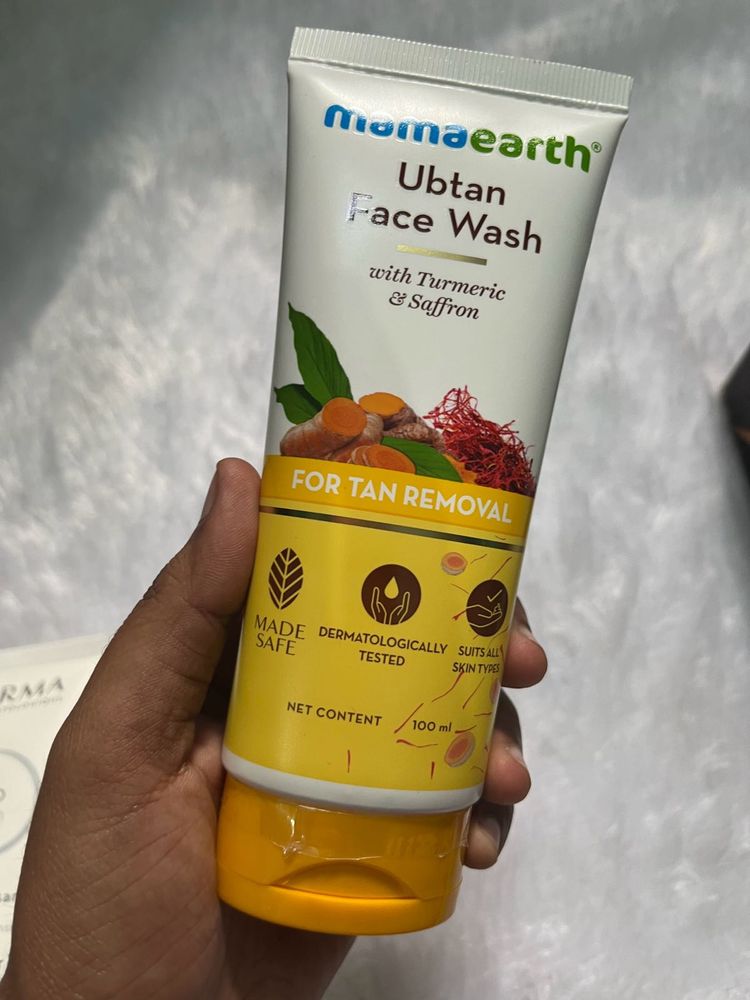 mamaearth®
Ubtan
Face Wash
with Turmeric
& Saffron
FOR TAN REMOVAL
MADE
SAFE
DERMATOLOGICALLY
TESTED
SUITS ALL
SKIN TYPES
NET CONTENT 100 ml
RMA